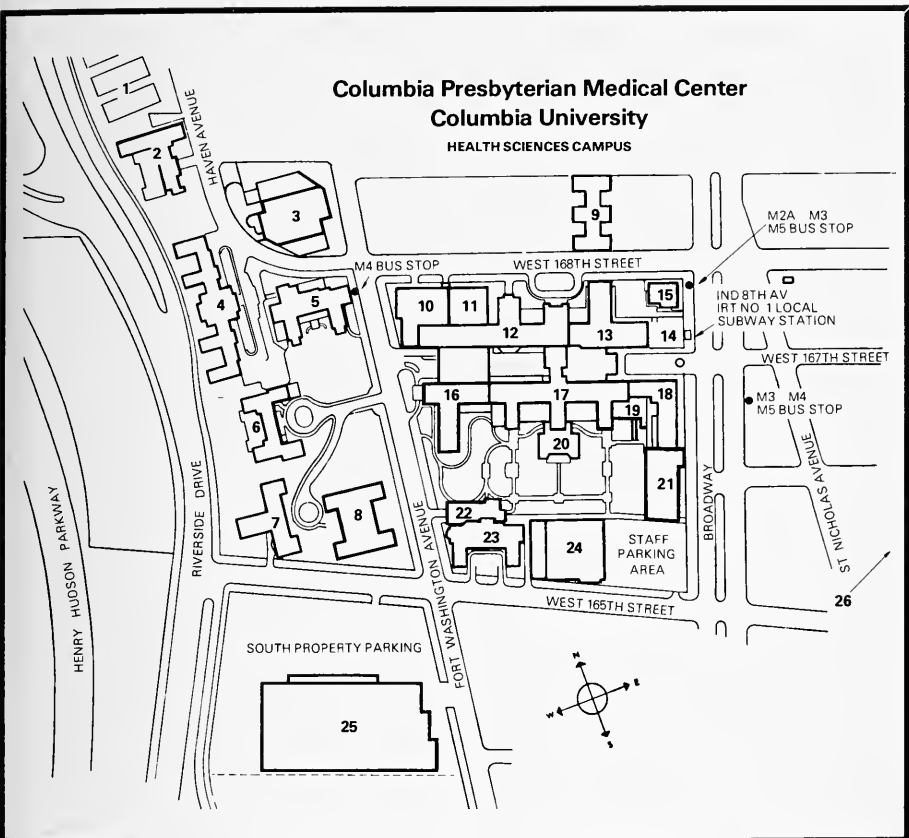 Columbia Presbyterian Medical Center
Columbia University
HEALTH SCIENCES CAMPUS
1
2
HAVEN AVENUE
3
9
M2A M3
M5 BUS STOP
M4 BUS STOP
WEST 168TH STREET
4
5
10
11
12
13
15
14
IND 8TH AV
IRT NO. 1 LOCAL
SUBWAY STATION
WEST 167TH STREET
16
17
18
19
M3 M4
M5 BUS STOP
6
20
21
7
8
22
23
24
STAFF
PARKING
AREA
BROADWAY
ST NICHOLAS AVENUE
26
HENRY HUDSON PARKWAY
RIVERSIDE DRIVE
FORT WASHINGTON AVENUE
WEST 165TH STREET
SOUTH PROPERTY PARKING
25
N
E
W
S